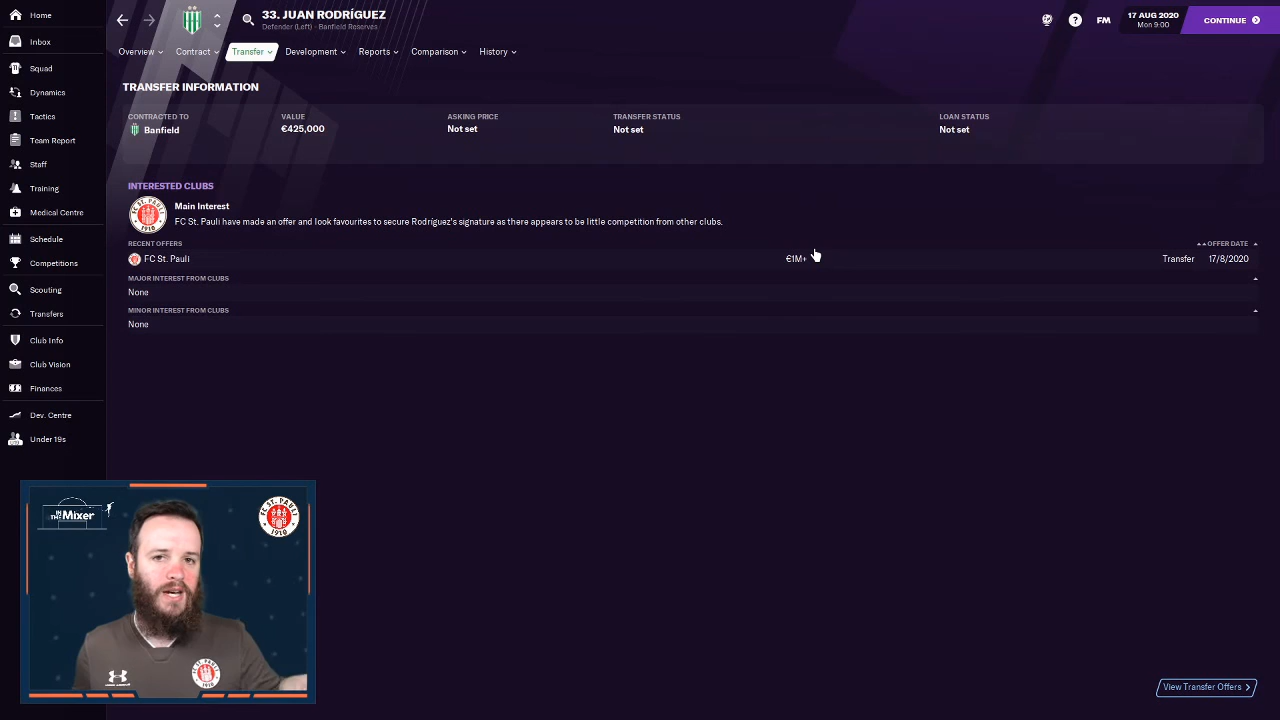 33. JUAN RODRÍGUEZ
Defender (Left) - Banfield Reserves
FM
17 AUG 2020
Mon 9:00
CONTINUE
Home
Inbox
Squad
Dynamics
Tactics
Team Report
Staff
Training
Medical Centre
Schedule
Competitions
Scouting
Transfers
Club Info
Club Vision
Finances
Dev. Centre
Under 19s
Overview
Contract
Transfer
Development
Reports
Comparison
History
TRANSFER INFORMATION
CONTRACTED TO VALUE ASKING PRICE TRANSFER STATUS LOAN STATUS
Banfield €425,000 Not set Not set Not set
INTERESTED CLUBS
Main Interest
FC St. Pauli have made an offer and look favourites to secure Rodríguez's signature as there appears to be little competition from other clubs.
RECENT OFFERS OFFER DATE
FC St. Pauli €1M+ Transfer 17/8/2020
MAJOR INTEREST FROM CLUBS
None
MINOR INTEREST FROM CLUBS
None
IN THE Mixer
FC ST. PAULI
1910
View Transfer Offers